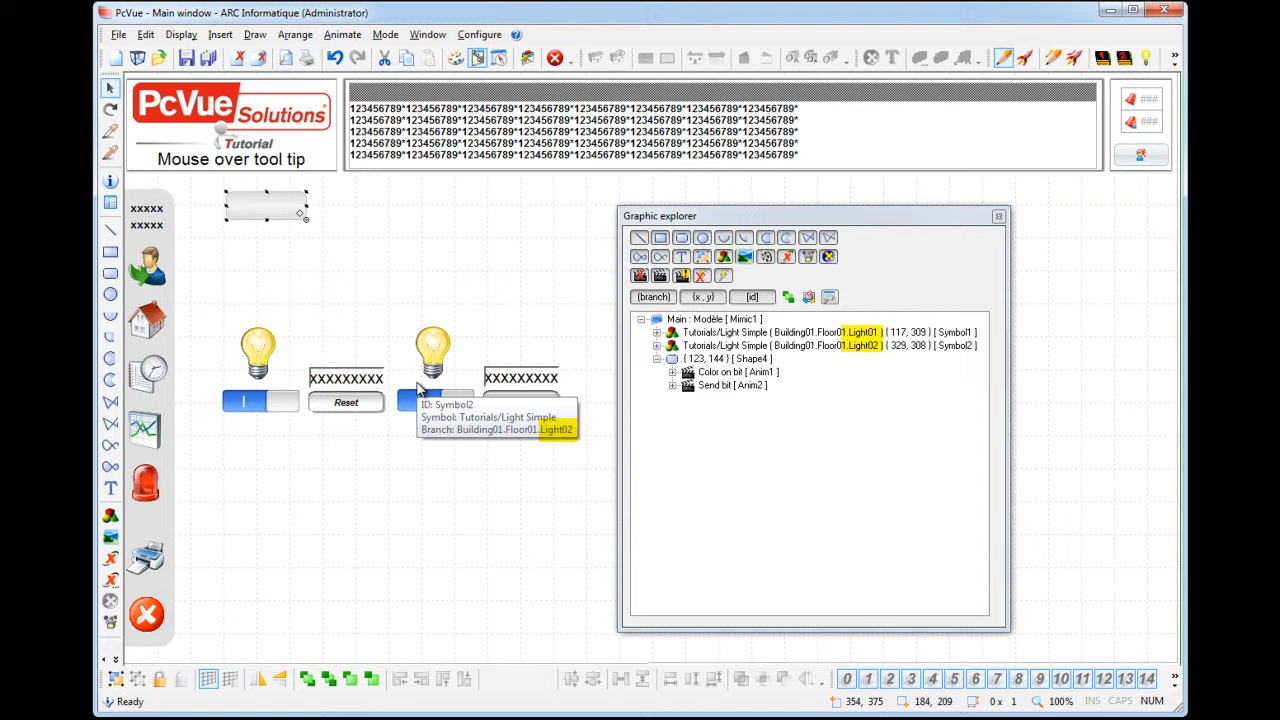 PcVue - Main window - ARC Informatique (Administrator)
File Edit Display Insert Draw Arrange Animate Mode Window Configure
PcVue Solutions
Tutorial
Mouse over tool tip
123456789*123456789*123456789*123456789*123456789*123456789*123456789*123456789*
123456789*123456789*123456789*123456789*123456789*123456789*123456789*123456789*
123456789*123456789*123456789*123456789*123456789*123456789*123456789*123456789*
123456789*123456789*123456789*123456789*123456789*123456789*123456789*123456789*
123456789*123456789*123456789*123456789*123456789*123456789*123456789*123456789*
###
###
xxxxx
xxxxx
XXXXXXXXX
XXXXXXXXX
Reset
ID: Symbol2
Symbol: Tutorials/Light Simple
Branch: Building01.Floor01.Light02
Graphic explorer
{branch} {x , y} [id]
Main : Modèle [ Mimic1 ]
Tutorials/Light Simple ( Building01.Floor01.Light01 ) { 117, 309 } [ Symbol1 ]
Tutorials/Light Simple ( Building01.Floor01.Light02 ) { 329, 308 } [ Symbol2 ]
{ 123, 144 } [ Shape4 ]
Color on bit [ Anim1 ]
Send bit [ Anim2 ]
0 1 2 3 4 5 6 7 8 9 10 11 12 13 14
Ready
354, 375 184, 209 0 x 1 100% INS CAPS NUM